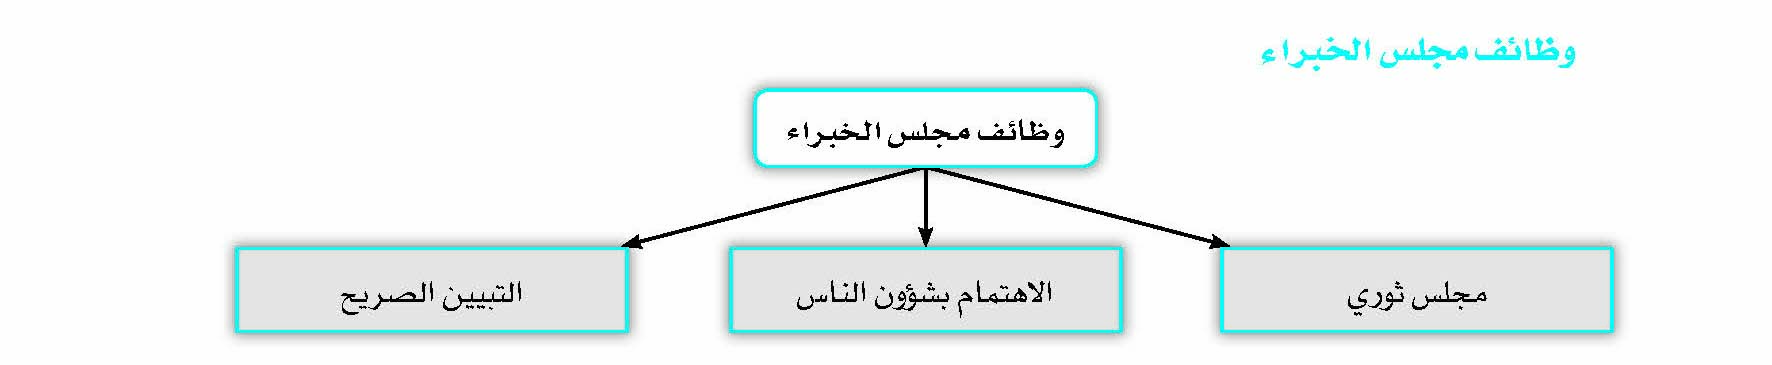 وظائف مجلس الخبراء
وظائف مجلس الخبراء
مجلس ثوري
الاهتمام بشؤون الناس
التبيين الصريح